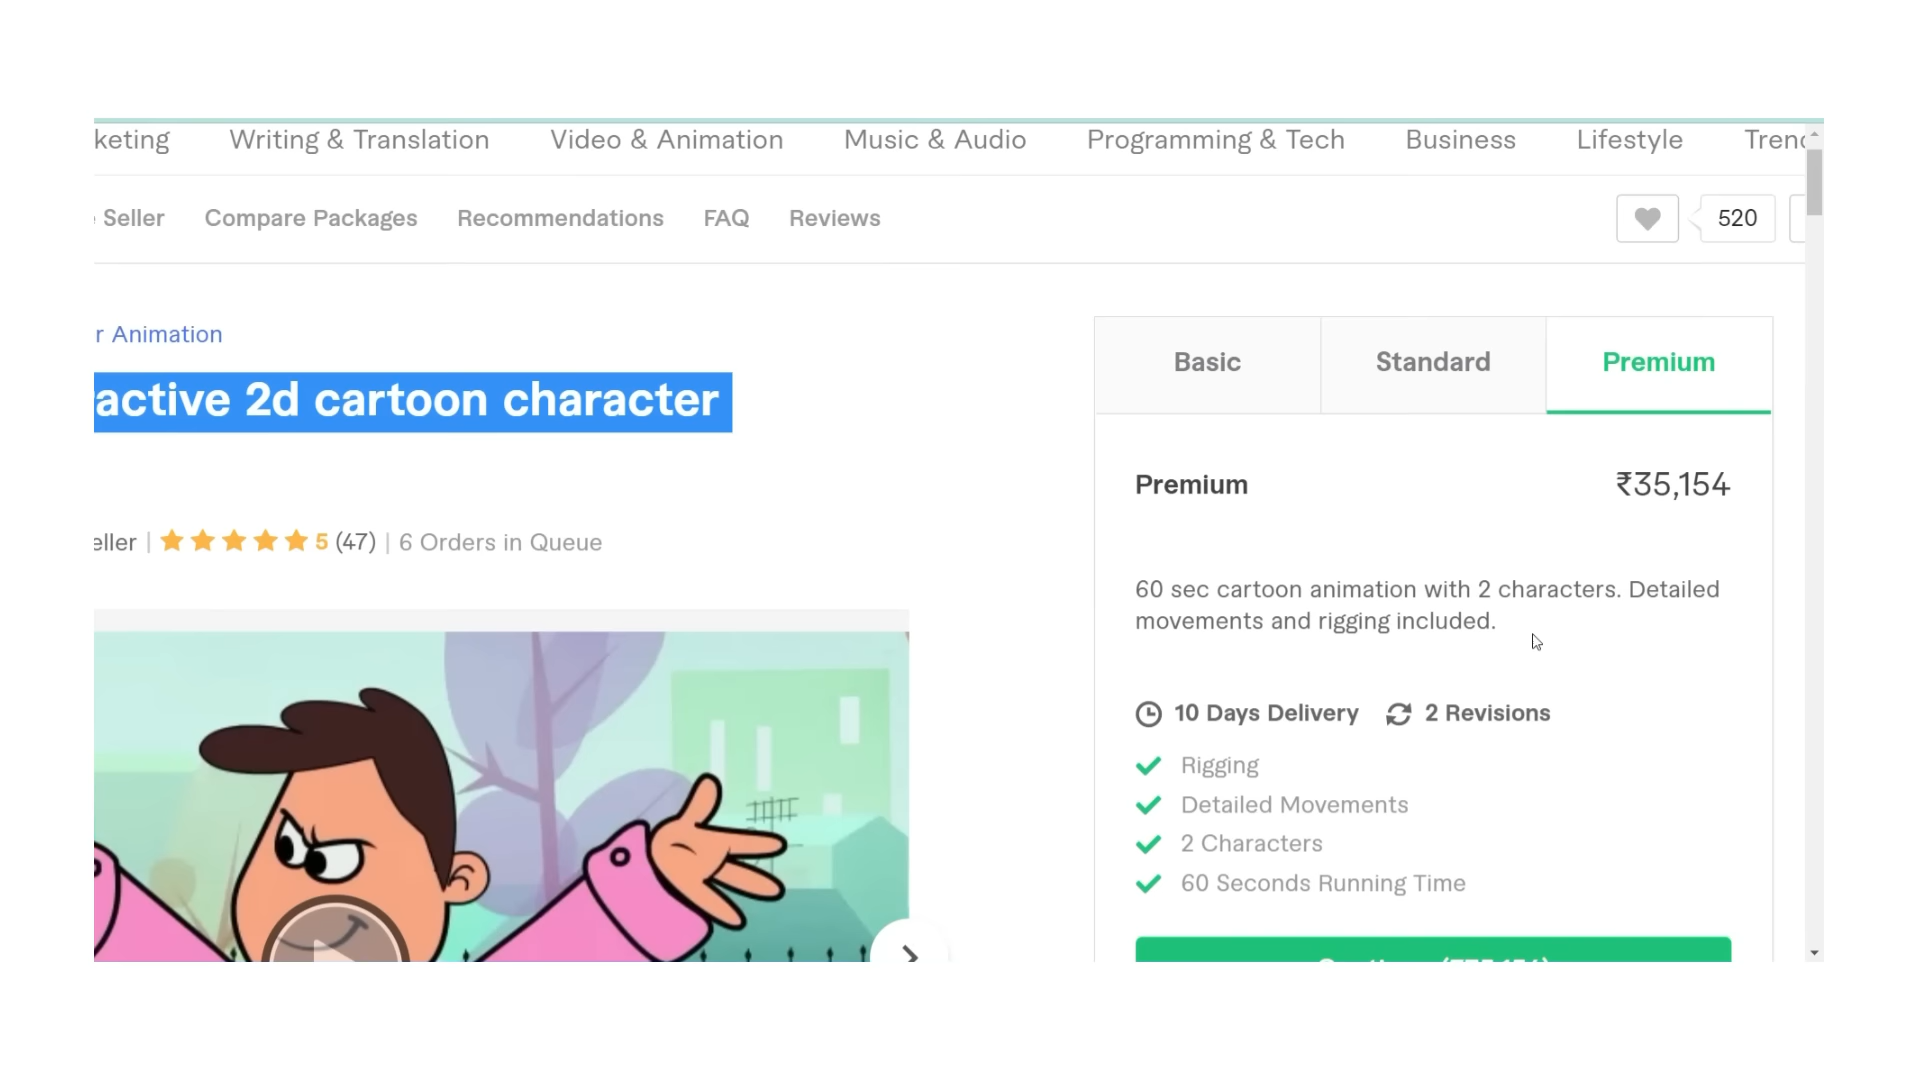 keting Writing & Translation Video & Animation Music & Audio Programming & Tech Business Lifestyle Trend
Seller Compare Packages Recommendations FAQ Reviews 520
r Animation
ractive 2d cartoon character
eller | 5 (47) | 6 Orders in Queue
Basic Standard Premium
Premium ₹35,154
60 sec cartoon animation with 2 characters. Detailed
movements and rigging included.
10 Days Delivery 2 Revisions
Rigging
Detailed Movements
2 Characters
60 Seconds Running Time